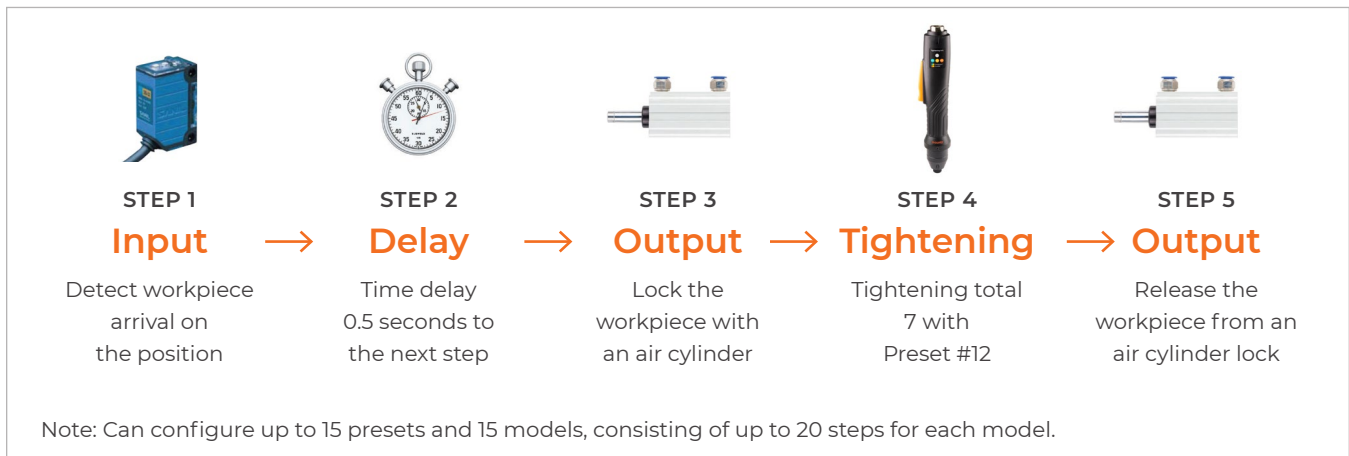 STEP 1
Input
Detect workpiece
arrival on
the position
STEP 2
Delay
Time delay
0.5 seconds to
the next step
STEP 3
Output
Lock the
workpiece with
an air cylinder
STEP 4
Tightening
Tightening total
7 with
Preset #12
STEP 5
Output
Release the
workpiece from an
air cylinder lock
Note: Can configure up to 15 presets and 15 models, consisting of up to 20 steps for each model.